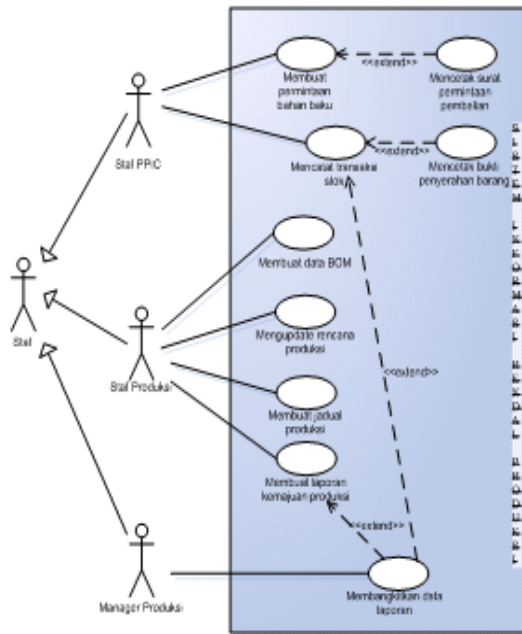 Membuat
permintaan
bahan baku
<<extend>>
Mencetak surat
permintaan
pembelian
Staf PPIC
Mencatat transaksi
stok
<<extend>>
Mencetak bukti
penyerahan barang
Membuat data BOM
Staf
Mengupdate rencana
produksi
Staf Produksi
<<extend>>
Membuat jadual
produksi
Membuat laporan
kemajuan produksi
<<extend>>
Manager Produksi
Membangkitkan data
laporan